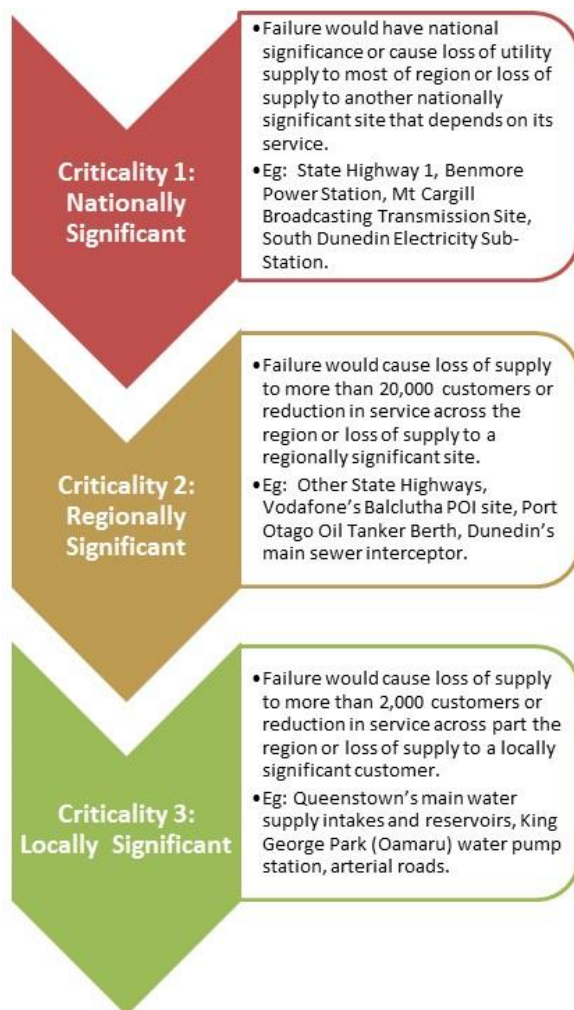 Criticality 1:
Nationally
Significant
•Failure would have national
significance or cause loss of utility
supply to most of region or loss of
supply to another nationally
significant site that depends on its
service.
•Eg: State Highway 1, Benmore
Power Station, Mt Cargill
Broadcasting Transmission Site,
South Dunedin Electricity Sub-
Station.
Criticality 2:
Regionally
Significant
•Failure would cause loss of supply
to more than 20,000 customers or
reduction in service across the
region or loss of supply to a
regionally significant site.
•Eg: Other State Highways,
Vodafone's Balclutha POI site, Port
Otago Oil Tanker Berth, Dunedin's
main sewer interceptor.
Criticality 3:
Locally Significant
•Failure would cause loss of supply
to more than 2,000 customers or
reduction in service across part the
region or loss of supply to a locally
significant customer.
•Eg: Queenstown's main water
supply intakes and reservoirs, King
George Park (Oamaru) water pump
station, arterial roads.